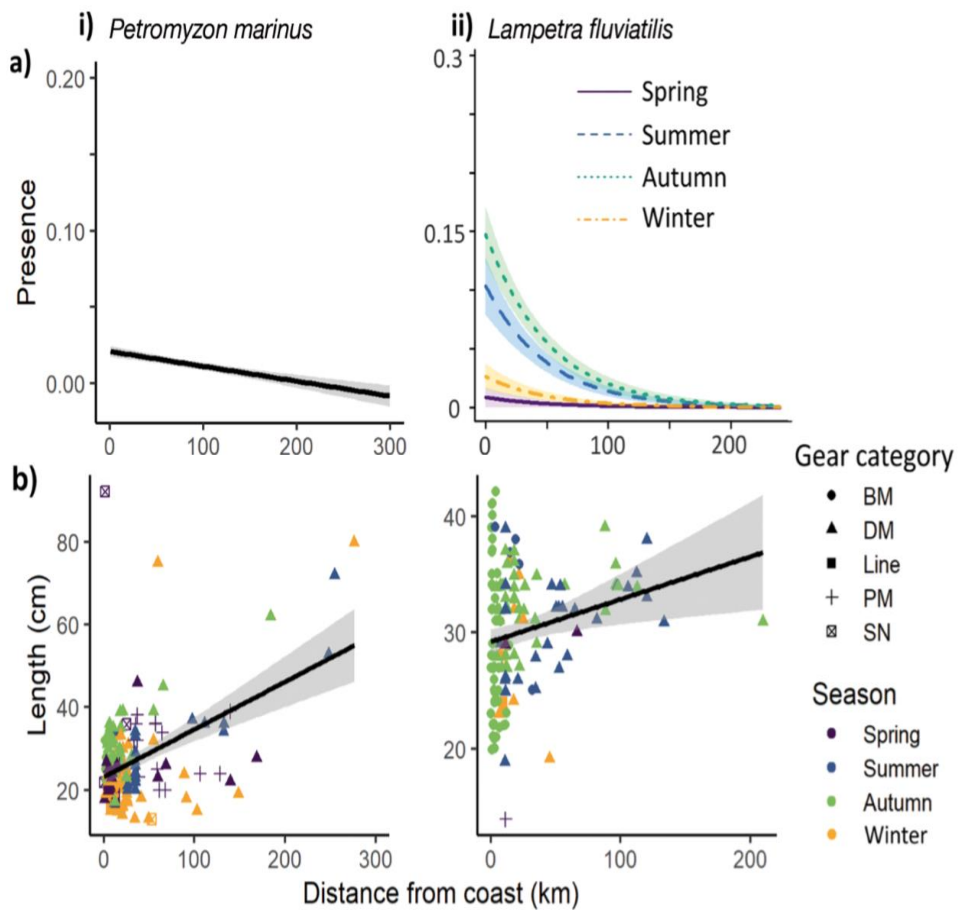 i) Petromyzon marinus
ii) Lampetra fluviatilis
a)
Presence
0.20
0.10
0.00
0 100 200 300
0.3
0.15
0
0 100 200
Spring
Summer
Autumn
Winter
b)
Length (cm)
80
60
40
20
0 100 200 300
40
30
20
0 100 200
Distance from coast (km)
Gear category
BM
DM
Line
PM
SN
Season
Spring
Summer
Autumn
Winter